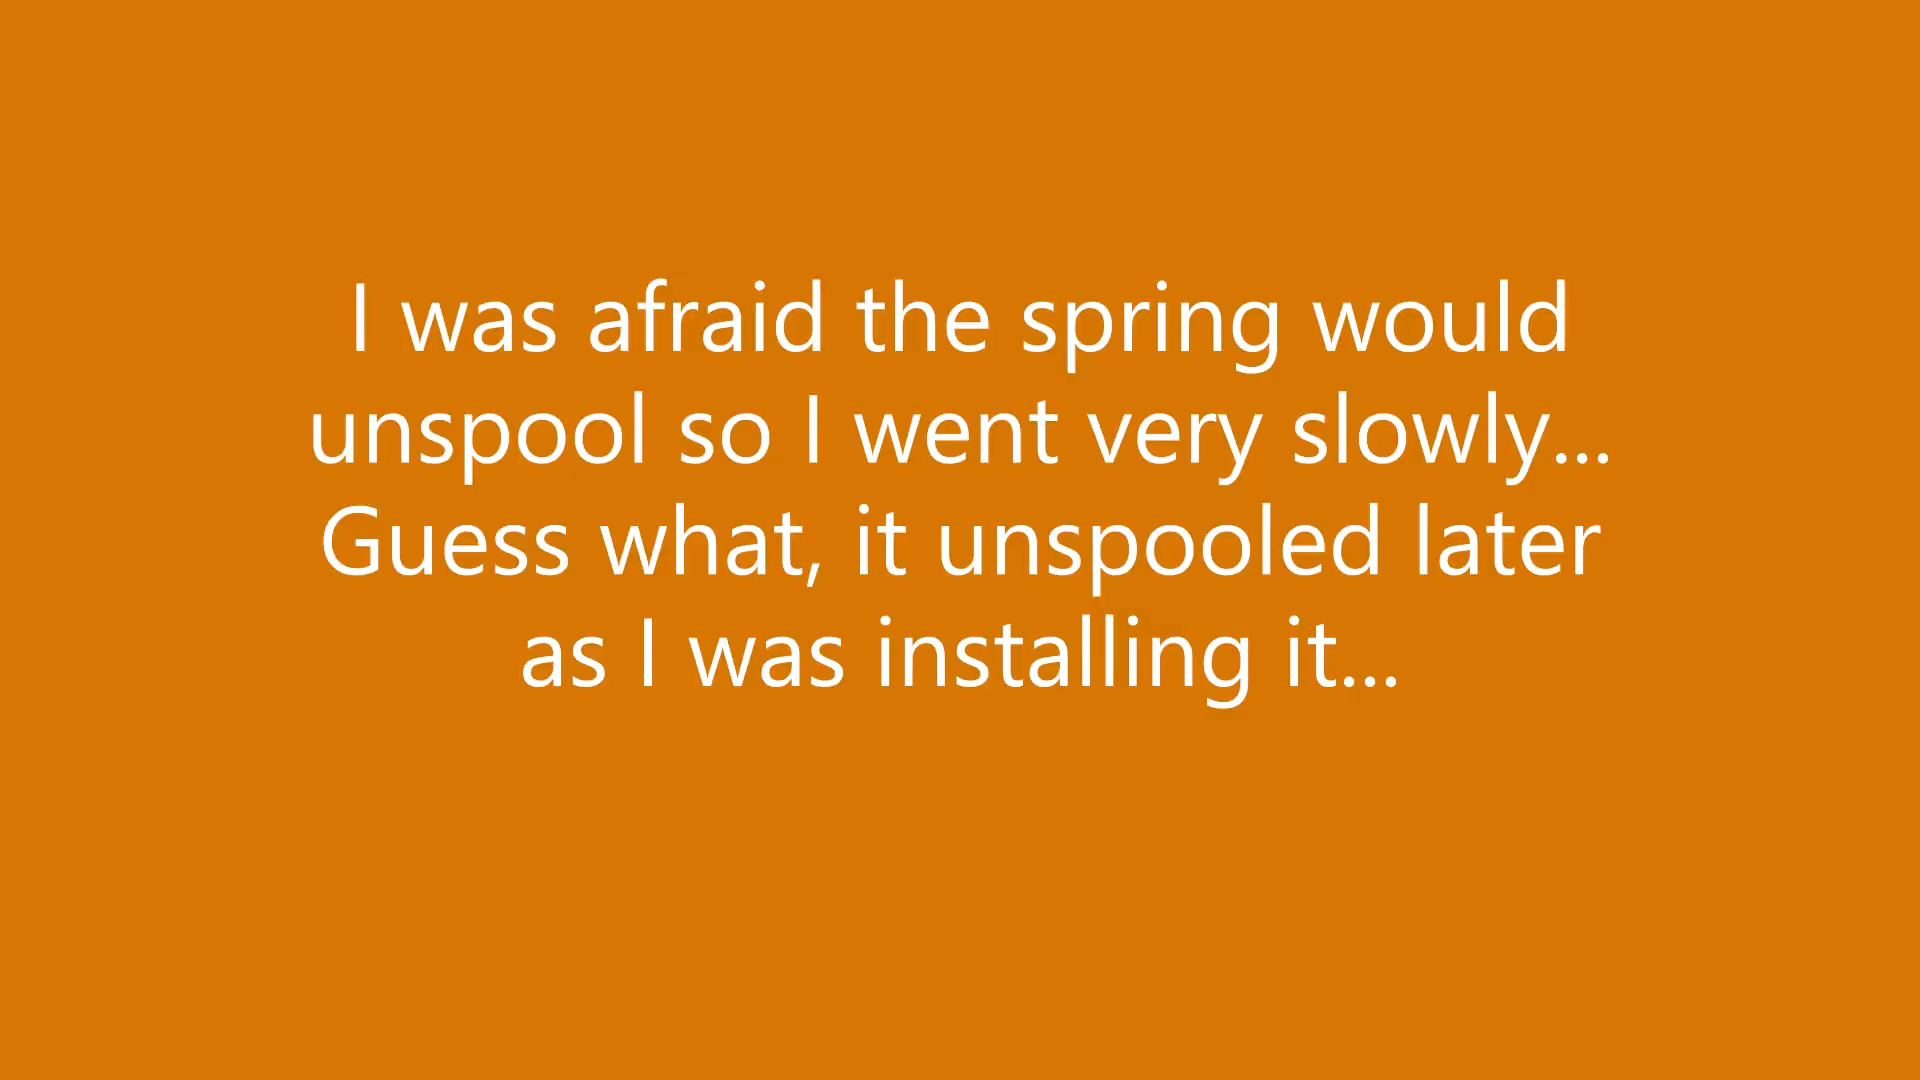 I was afraid the spring would
unspool so I went very slowly...
Guess what, it unspooled later
as I was installing it...